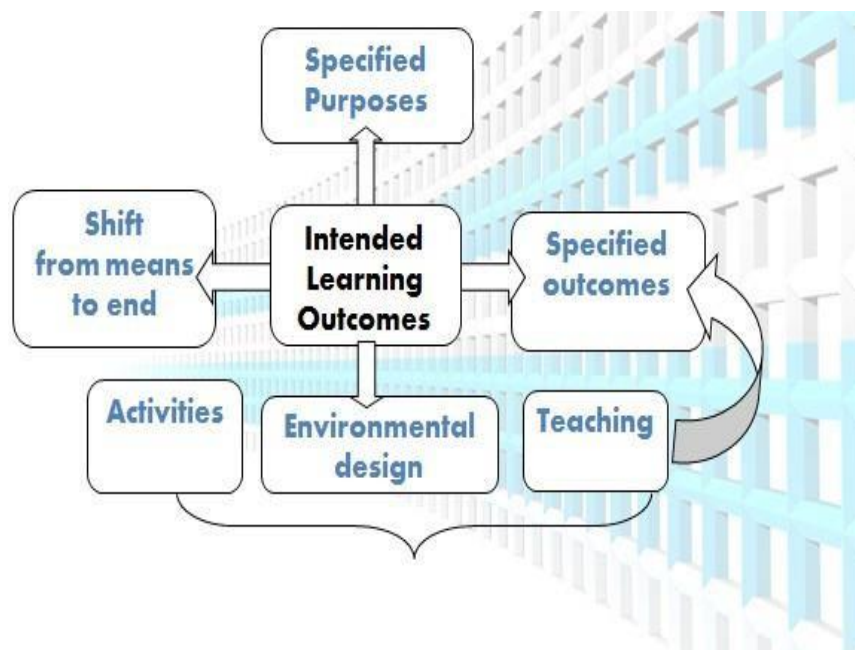 Specified
Purposes
Shift
from means
to end
Intended
Learning
Outcomes
Specified
outcomes
Activities
Environmental
design
Teaching